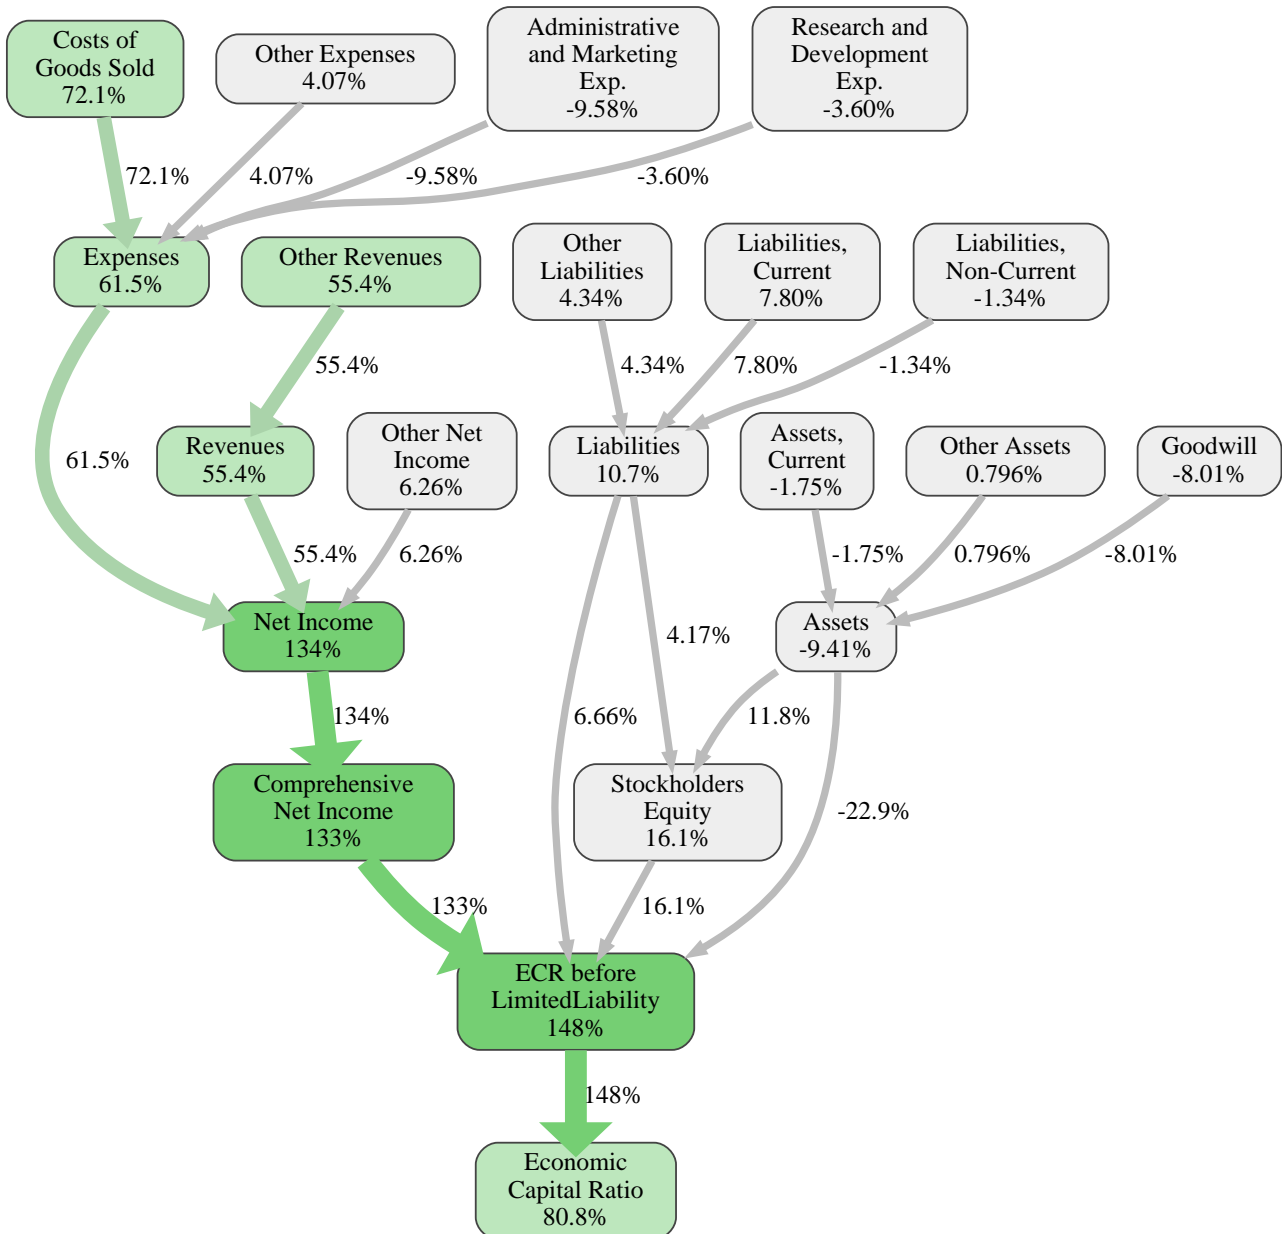 Costs of
Goods Sold
72.1%
Other Expenses
4.07%
Administrative
and Marketing
Exp.
-9.58%
Research and
Development
Exp.
-3.60%
72.1%
4.07%
-9.58%
-3.60%
Expenses
61.5%
Other Revenues
55.4%
Other
Liabilities
4.34%
Liabilities,
Current
7.80%
Liabilities,
Non-Current
-1.34%
55.4%
4.34%
7.80%
-1.34%
61.5%
Revenues
55.4%
Other Net
Income
6.26%
Liabilities
10.7%
Assets,
Current
-1.75%
Other Assets
0.796%
Goodwill
-8.01%
55.4%
6.26%
-1.75%
0.796%
-8.01%
Net Income
134%
4.17%
Assets
-9.41%
134%
6.66%
11.8%
Comprehensive
Net Income
133%
Stockholders
Equity
16.1%
-22.9%
133%
16.1%
ECR before
LimitedLiability
148%
148%
Economic
Capital Ratio
80.8%